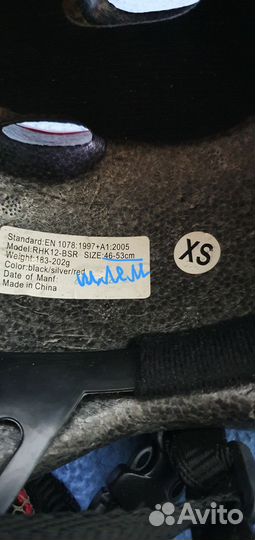 Standard:EN 1078:1997+A1:2005
Model:RHK12-BSR SIZE:46-53cm
Weight:183-202g
Color:black/silver/red
Date of Manf
Made in China
XS
Avito